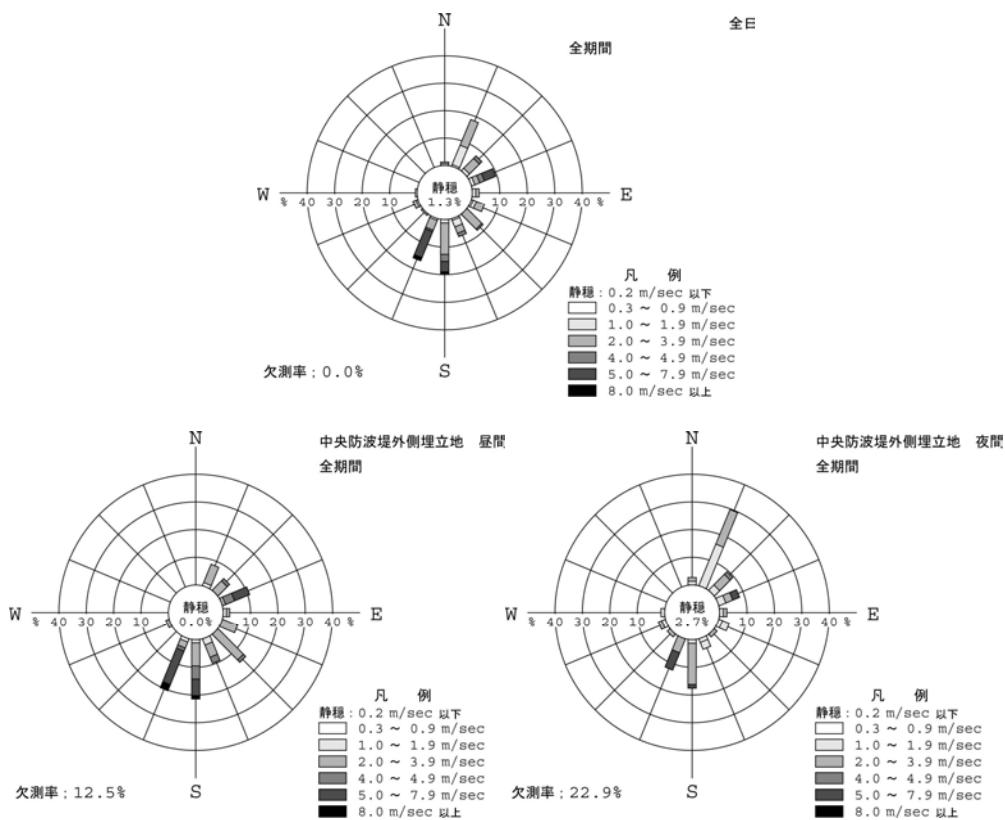 全日
全期間
N
W
% 40 30 20 10
静穏
1.3%
10 20 30 40 %
E
S
欠測率；0.0%
凡 例
静穏：0.2 m/sec 以下
0.3 ～ 0.9 m/sec
1.0 ～ 1.9 m/sec
2.0 ～ 3.9 m/sec
4.0 ～ 4.9 m/sec
5.0 ～ 7.9 m/sec
8.0 m/sec 以上
中央防波堤外側埋立地 昼間
全期間
N
W
% 40 30 20 10
静穏
0.0%
10 20 30 40 %
E
S
欠測率；12.5%
凡 例
静穏：0.2 m/sec 以下
0.3 ～ 0.9 m/sec
1.0 ～ 1.9 m/sec
2.0 ～ 3.9 m/sec
4.0 ～ 4.9 m/sec
5.0 ～ 7.9 m/sec
8.0 m/sec 以上
中央防波堤外側埋立地 夜間
全期間
N
W
% 40 30 20 10
静穏
2.7%
10 20 30 40 %
E
S
欠測率；22.9%
凡 例
静穏：0.2 m/sec 以下
0.3 ～ 0.9 m/sec
1.0 ～ 1.9 m/sec
2.0 ～ 3.9 m/sec
4.0 ～ 4.9 m/sec
5.0 ～ 7.9 m/sec
8.0 m/sec 以上